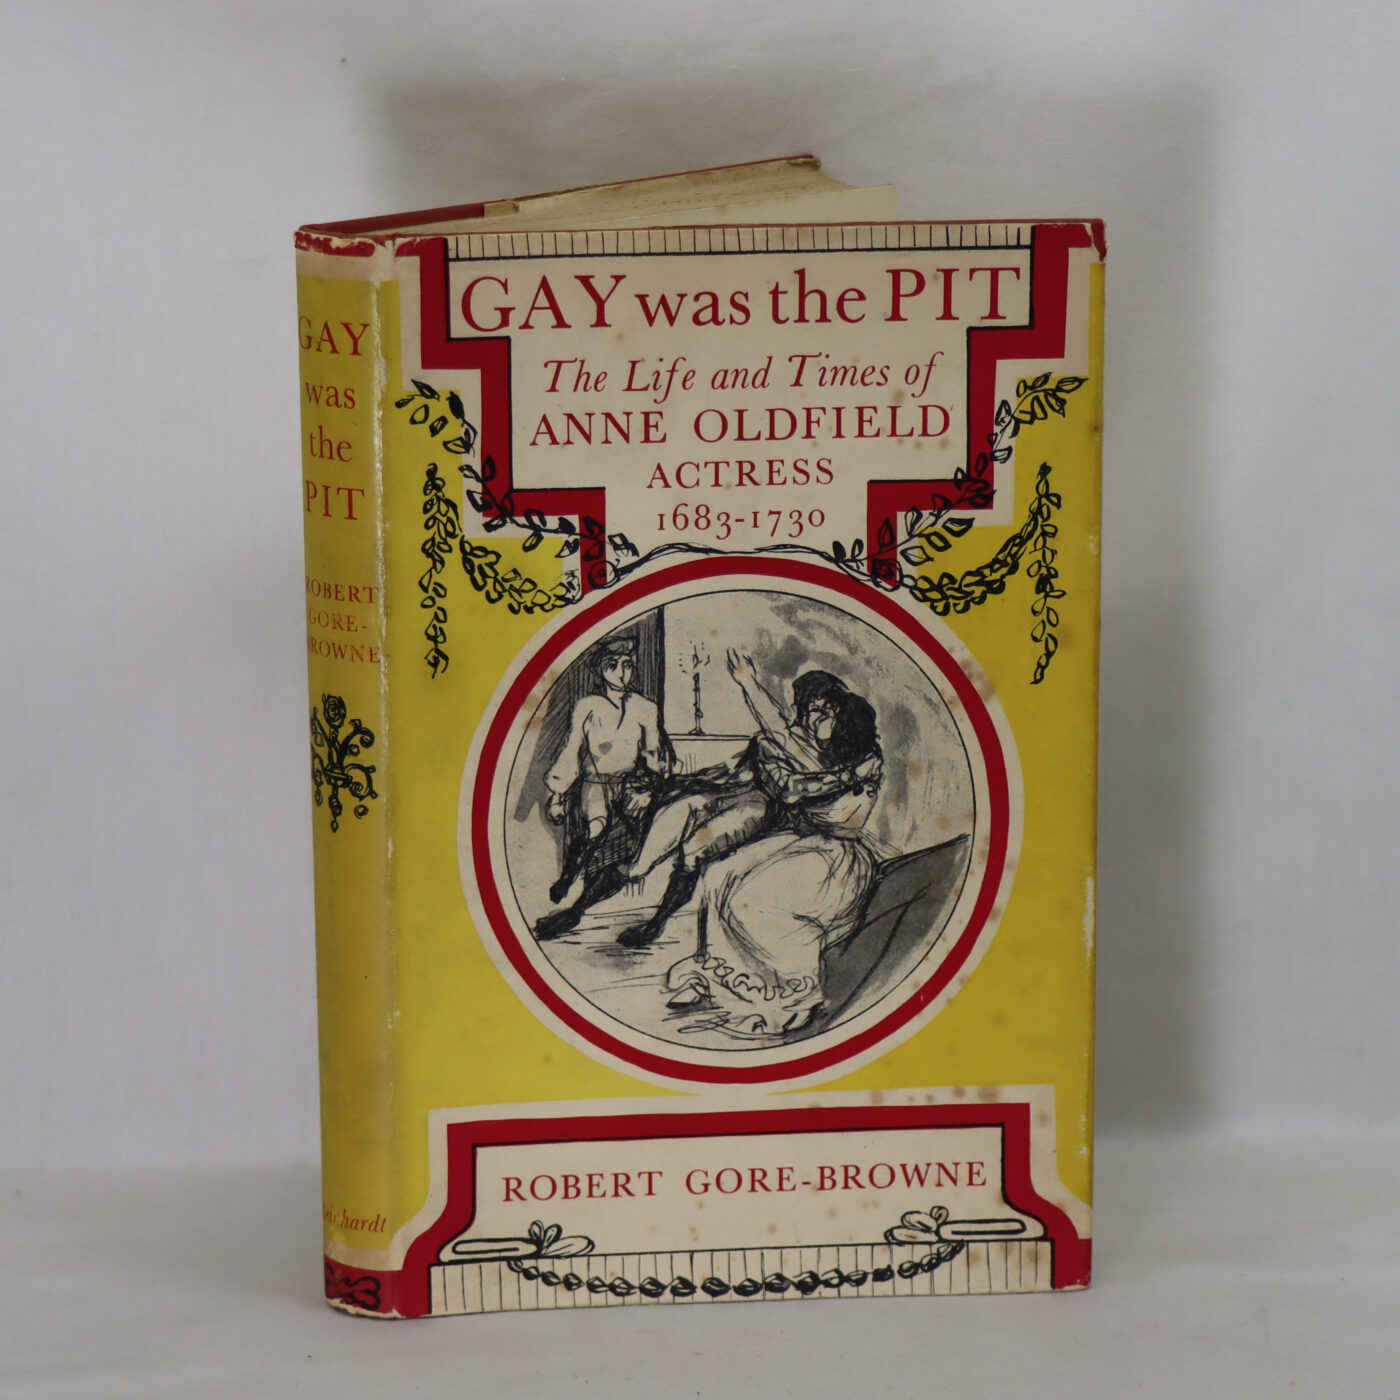 GAY was the PIT
The Life and Times of
ANNE OLDFIELD
ACTRESS
1683-1730
ROBERT GORE-BROWNE
GAY
was
the
PIT
ROBERT
GORE-
BROWNE
Reinhardt